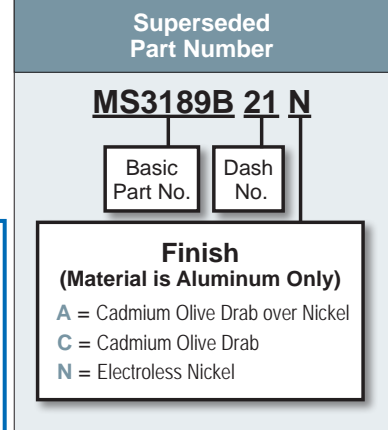 Superseded
Part Number
MS3189B 21 N
Basic
Part No.
Dash
No.
Finish
(Material is Aluminum Only)
A = Cadmium Olive Drab over Nickel
C = Cadmium Olive Drab
N = Electroless Nickel